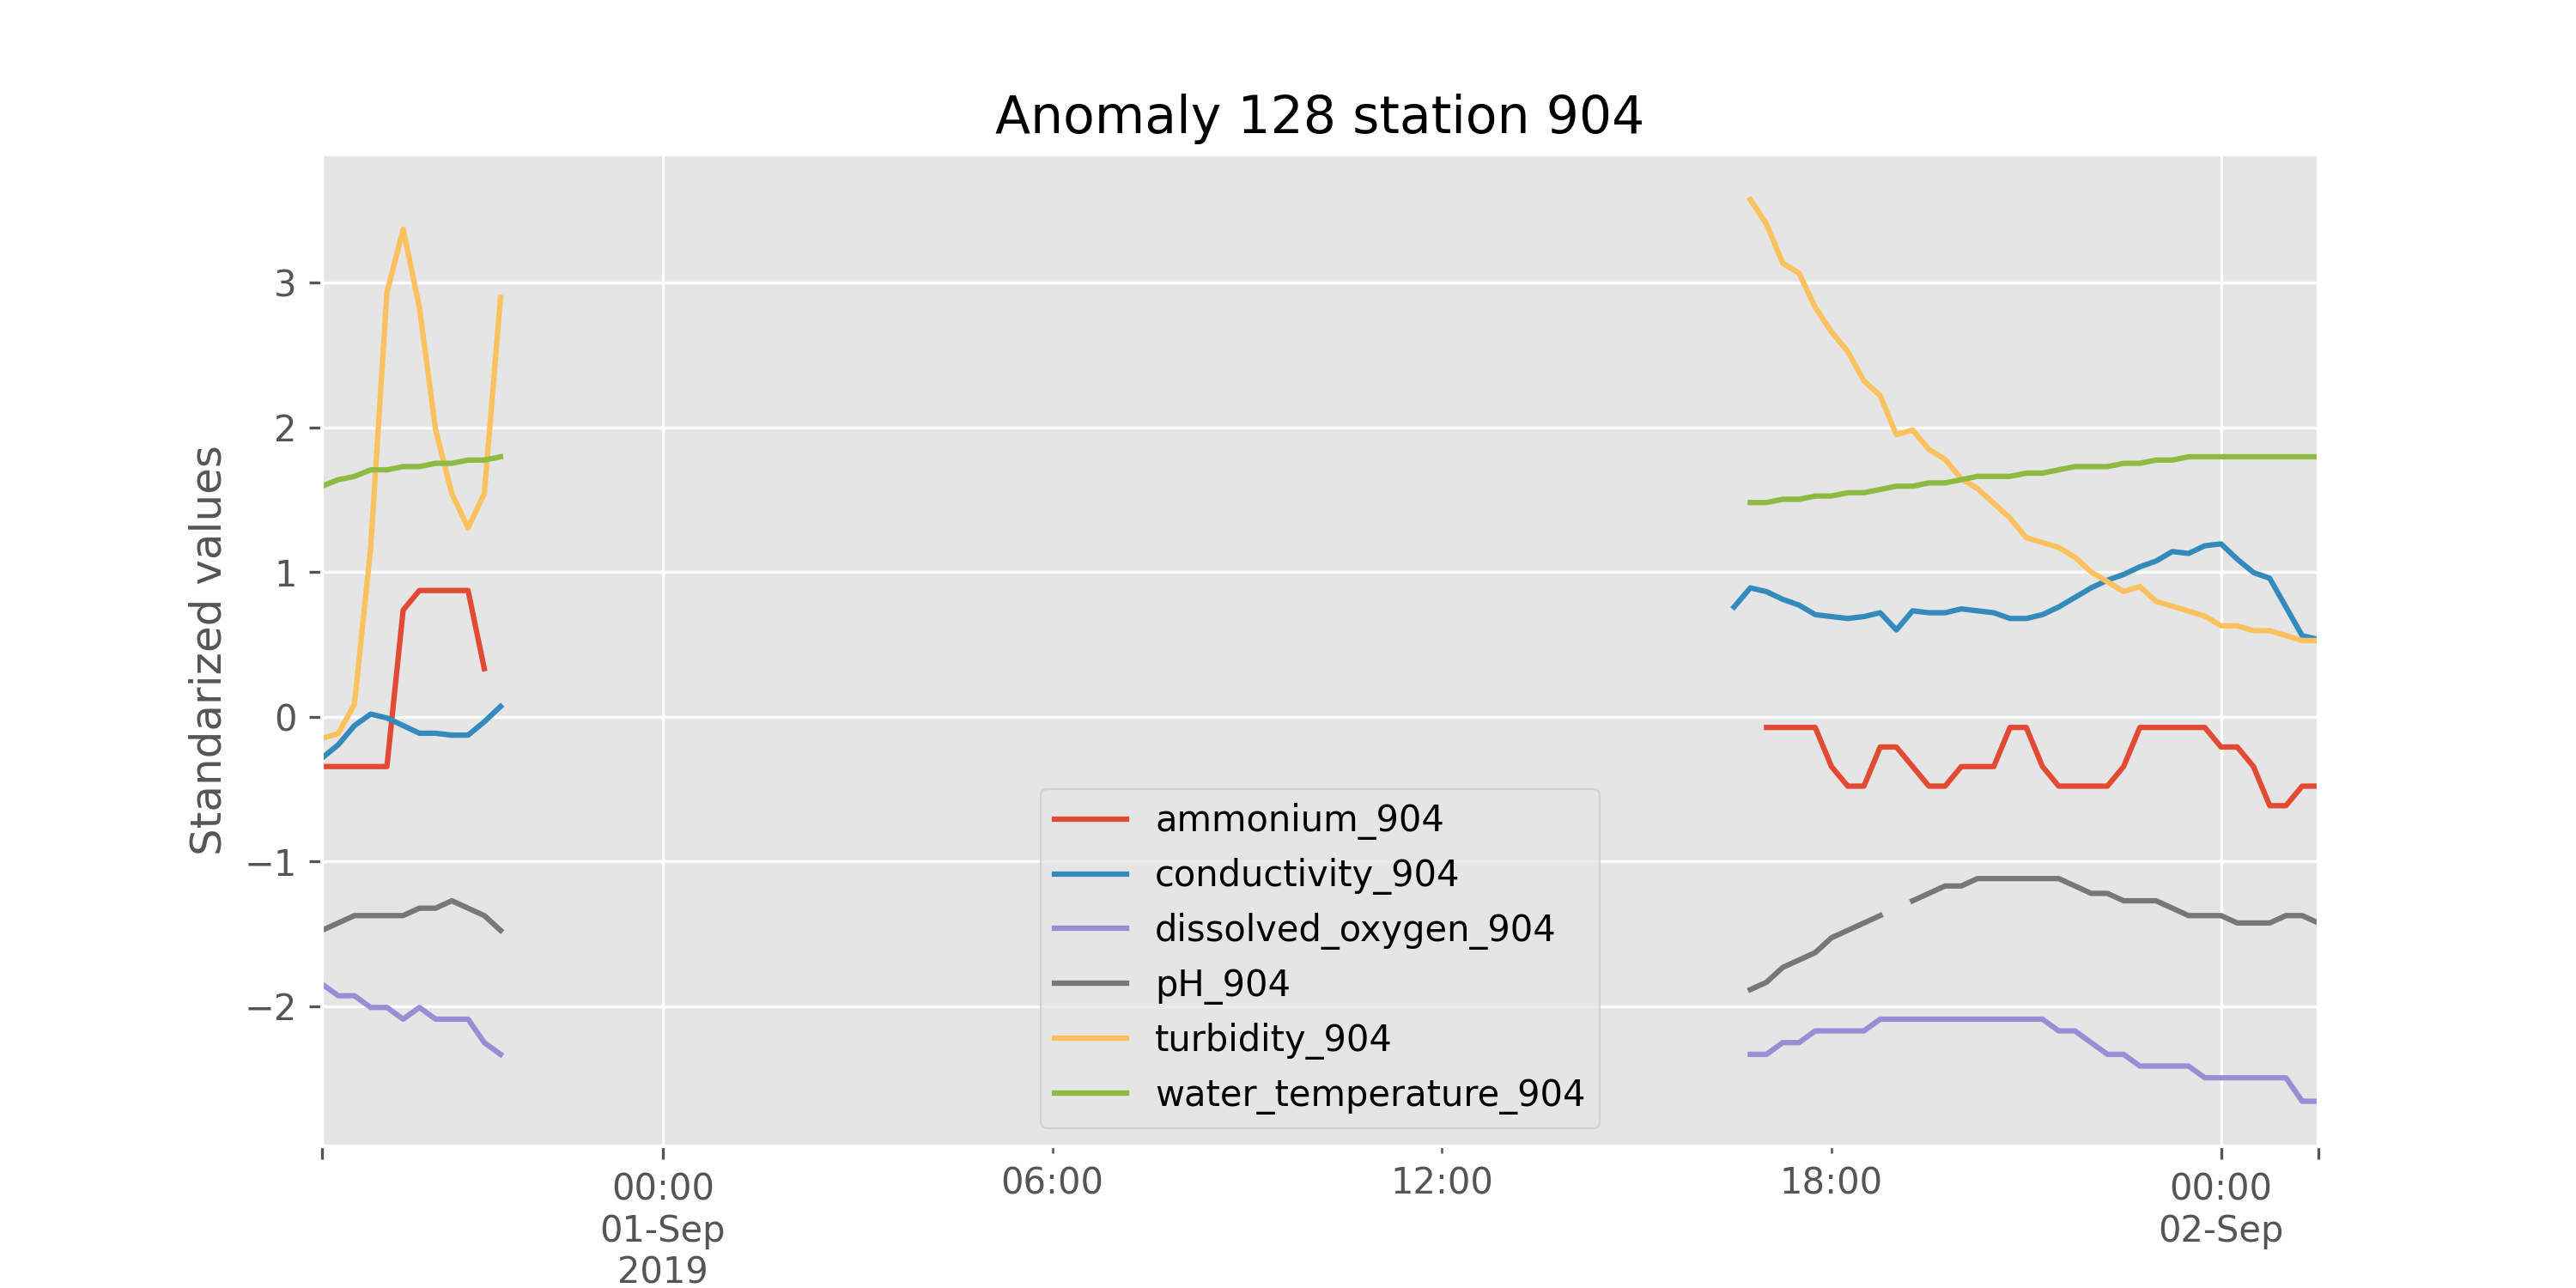 Anomaly 128 station 904
Standarized values
3
2
1
0
−1
−2
ammonium_904
conductivity_904
dissolved_oxygen_904
pH_904
turbidity_904
water_temperature_904
00:00
01-Sep
2019
06:00
12:00
18:00
00:00
02-Sep